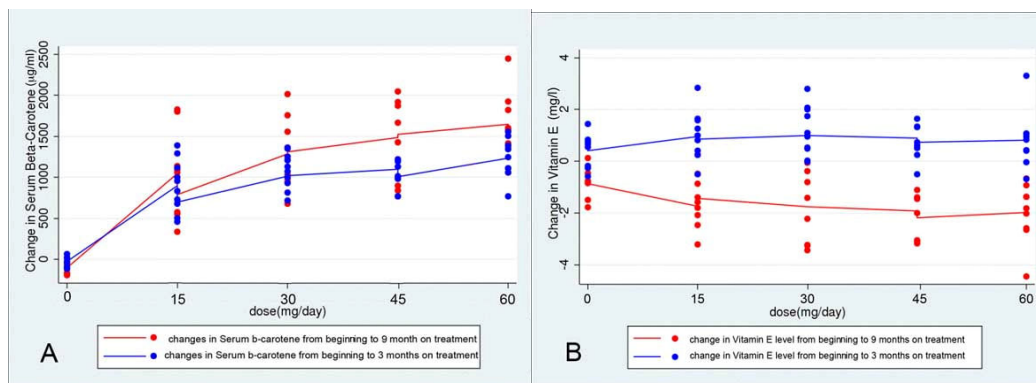 Change in Serum Beta-Carotene (ug/ml)
0
500
1000
1500
2000
2500
0
15
30
45
60
dose(mg/day)
changes in Serum b-carotene from beginning to 9 month on treatment
changes in Serum b-carotene from beginning to 3 months on treatment
A
Change in Vitamin E (mg/l)
-4
-2
0
2
4
0
15
30
45
60
dose(mg/day)
change in Vitamin E level from beginning to 9 months on treatment
change in Vitamin E level from beginning to 3 months on treatment
B